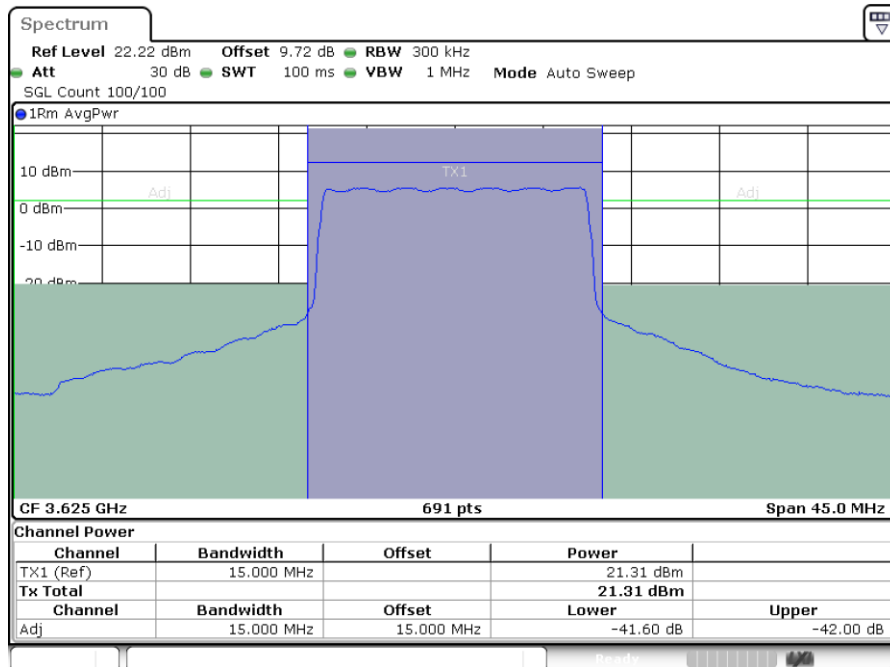 Spectrum
Ref Level 22.22 dBm Offset 9.72 dB RBW 300 kHz
Att 30 dB SWT 100 ms VBW 1 MHz Mode Auto Sweep
SGL Count 100/100
1Rm AvgPwr
10 dBm
TX1
Adj Adj
0 dBm
-10 dBm
-20 dBm
CF 3.625 GHz 691 pts Span 45.0 MHz
Channel Power
Channel Bandwidth Offset Power
TX1 (Ref) 15.000 MHz 21.31 dBm
Tx Total 21.31 dBm
Channel Bandwidth Offset Lower Upper
Adj 15.000 MHz 15.000 MHz -41.60 dB -42.00 dB
Ready